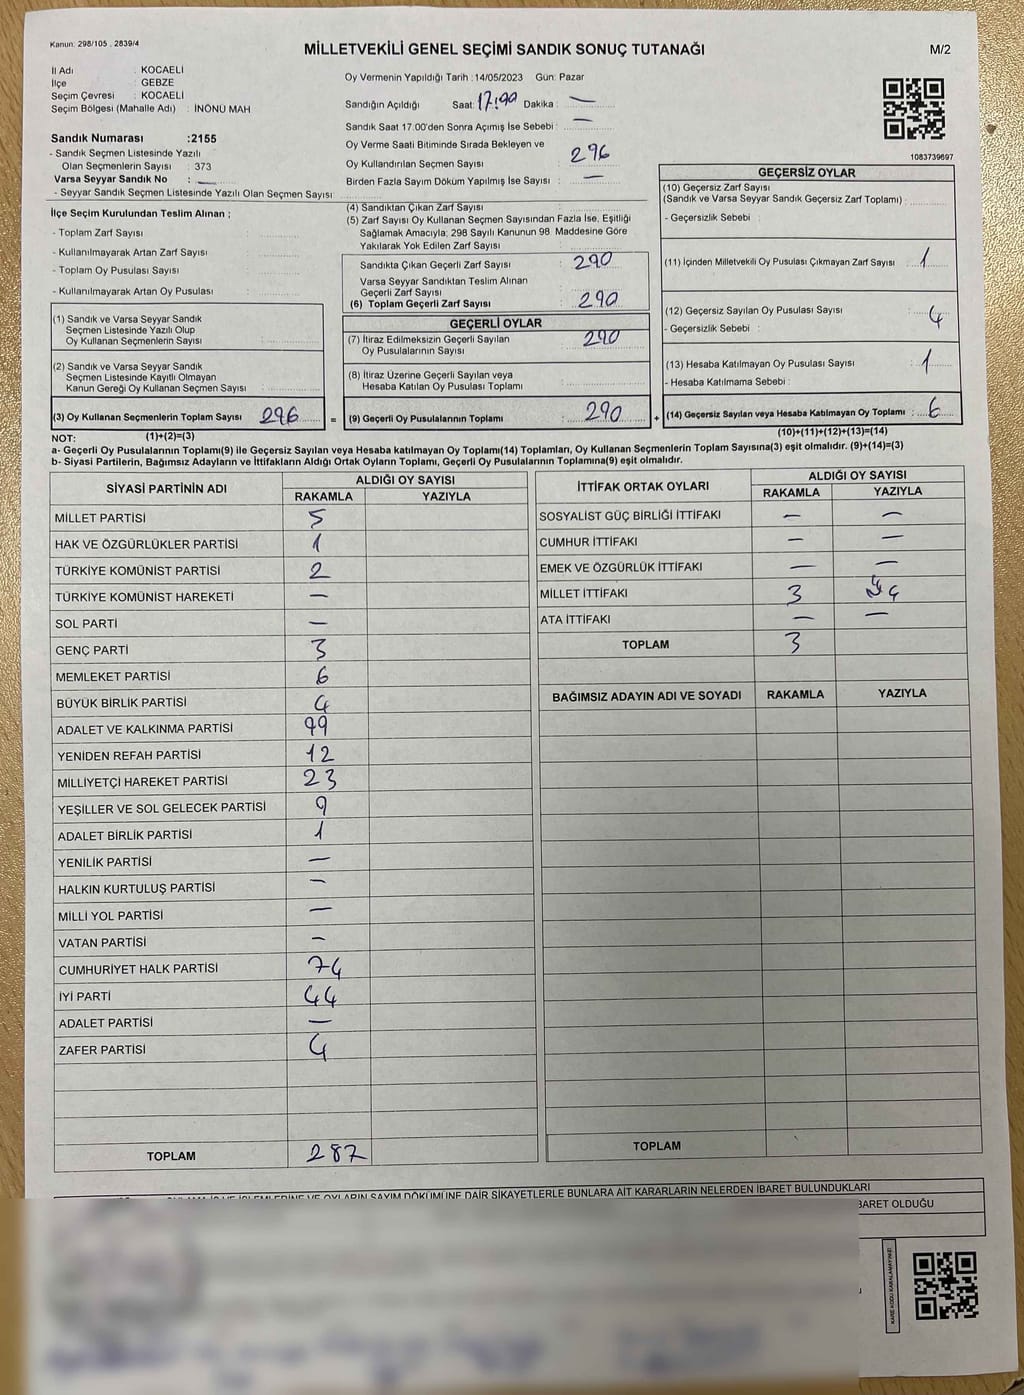 Kanun: 298/105 . 2839/4
MİLLETVEKİLİ GENEL SEÇİMİ SANDIK SONUÇ TUTANAĞI
M/2
İl Adı : KOCAELİ
İlçe : GEBZE
Seçim Çevresi : KOCAELİ
Seçim Bölgesi (Mahalle Adı) : İNÖNÜ MAH
Sandık Numarası :2155
- Sandık Seçmen Listesinde Yazılı
Olan Seçmenlerin Sayısı : 373
Varsa Seyyar Sandık No : —
- Seyyar Sandık Seçmen Listesinde Yazılı Olan Seçmen Sayısı
Oy Vermenin Yapıldığı Tarih :14/05/2023 Gün: Pazar
Sandığın Açıldığı Saat: 17:00 Dakika : —
Sandık Saat 17.00'den Sonra Açımış İse Sebebi : —
Oy Verme Saati Bitiminde Sırada Bekleyen ve
Oy Kullandırılan Seçmen Sayısı 296
Birden Fazla Sayım Döküm Yapılmış İse Sayısı : —
1083739697
İlçe Seçim Kurulundan Teslim Alınan ;
- Toplam Zarf Sayısı :
- Kullanılmayarak Artan Zarf Sayısı :
- Toplam Oy Pusulası Sayısı :
- Kullanılmayarak Artan Oy Pusulası :
(1) Sandık ve Varsa Seyyar Sandık
Seçmen Listesinde Yazılı Olup
Oy Kullanan Seçmenlerin Sayısı :
(2) Sandık ve Varsa Seyyar Sandık
Seçmen Listesinde Kayıtlı Olmayan
Kanun Gereği Oy Kullanan Seçmen Sayısı :
(3) Oy Kullanan Seçmenlerin Toplam Sayısı 296
(4) Sandıktan Çıkan Zarf Sayısı :
(5) Zarf Sayısı Oy Kullanan Seçmen Sayısından Fazla İse, Eşitliği
Sağlamak Amacıyla; 298 Sayılı Kanunun 98 Maddesine Göre
Yakılarak Yok Edilen Zarf Sayısı :
Sandıkta Çıkan Geçerli Zarf Sayısı : 290
Varsa Seyyar Sandıktan Teslim Alınan
Geçerli Zarf Sayısı :
(6) Toplam Geçerli Zarf Sayısı : 290
GEÇERLİ OYLAR
(7) İtiraz Edilmeksizin Geçerli Sayılan
Oy Pusulalarının Sayısı : 290
(8) İtiraz Üzerine Geçerli Sayılan veya
Hesaba Katılan Oy Pusulası Toplamı :
= (9) Geçerli Oy Pusulalarının Toplamı : 290 +
GEÇERSİZ OYLAR
(10) Geçersiz Zarf Sayısı
(Sandık ve Varsa Seyyar Sandık Geçersiz Zarf Toplamı) :
- Geçersizlik Sebebi :
(11) İçinden Milletvekili Oy Pusulası Çıkmayan Zarf Sayısı : 1
(12) Geçersiz Sayılan Oy Pusulası Sayısı : 4
- Geçersizlik Sebebi :
(13) Hesaba Katılmayan Oy Pusulası Sayısı : 1
- Hesaba Katılmama Sebebi :
(14) Geçersiz Sayılan veya Hesaba Katılmayan Oy Toplamı : 6
NOT: (1)+(2)=(3)
(10)+(11)+(12)+(13)=(14)
a- Geçerli Oy Pusulaları(9) ile Geçersiz Sayılan veya Hesaba katılmayan Oy Toplamı(14) Toplamları, Oy Kullanan Seçmenlerin Toplam Sayısına(3) eşit olmalıdır. (9)+(14)=(3)
b- Siyasi Partilerin, Bağımsız Adayların ve İttifakların Aldığı Ortak Oyların Toplamı, Geçerli Oy Pusulalarının Toplamına(9) eşit olmalıdır.
SİYASİ PARTİNİN ADI ALDIĞI OY SAYISI
RAKAMLA YAZIYLA
MİLLET PARTİSİ 5
HAK VE ÖZGÜRLÜKLER PARTİSİ 1
TÜRKİYE KOMÜNİST PARTİSİ 2
TÜRKİYE KOMÜNİST HAREKETİ —
SOL PARTİ —
GENÇ PARTİ 3
MEMLEKET PARTİSİ 6
BÜYÜK BİRLİK PARTİSİ 4
ADALET VE KALKINMA PARTİSİ 99
YENİDEN REFAH PARTİSİ 12
MİLLİYETÇİ HAREKET PARTİSİ 23
YEŞİLLER VE SOL GELECEK PARTİSİ 9
ADALET BİRLİK PARTİSİ 1
YENİLİK PARTİSİ —
HALKIN KURTULUŞ PARTİSİ —
MİLLİ YOL PARTİSİ —
VATAN PARTİSİ —
CUMHURİYET HALK PARTİSİ 74
İYİ PARTİ 44
ADALET PARTİSİ —
ZAFER PARTİSİ 4
TOPLAM 287
İTTİFAK ORTAK OYLARI ALDIĞI OY SAYISI
RAKAMLA YAZIYLA
SOSYALİST GÜÇ BİRLİĞİ İTTİFAKI — —
CUMHUR İTTİFAKI — —
EMEK VE ÖZGÜRLÜK İTTİFAKI — —
MİLLET İTTİFAKI 3
ATA İTTİFAKI — —
TOPLAM 3
BAĞIMSIZ ADAYIN ADI VE SOYADI RAKAMLA YAZIYLA
TOPLAM
OYLARIN SAYIM DÖKÜMÜNE DAİR ŞİKAYETLERLE BUNLARA AİT KARARLARIN NELERDEN İBARET BULUNDUKLARI
BARET OLDUĞU